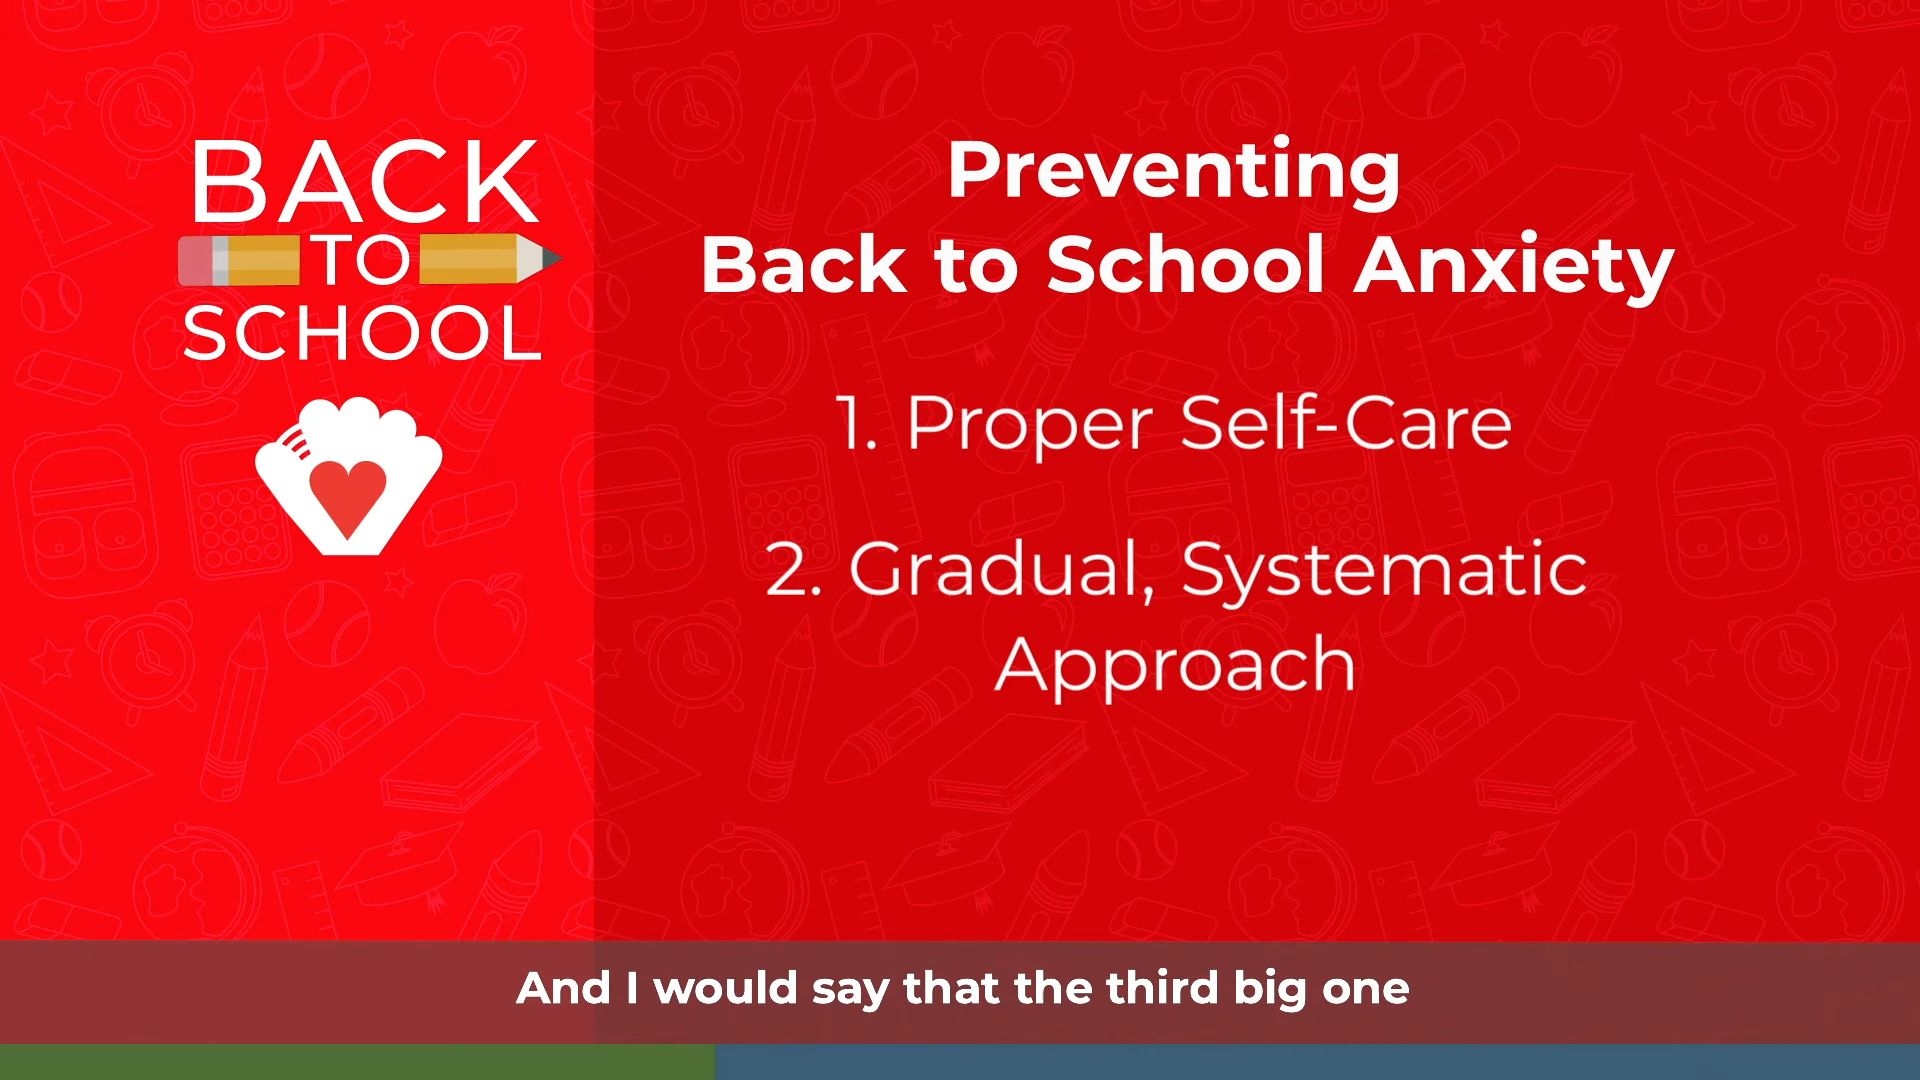 BACK
TO
SCHOOL
Preventing
Back to School Anxiety
1. Proper Self-Care
2. Gradual, Systematic
Approach
And I would say that the third big one